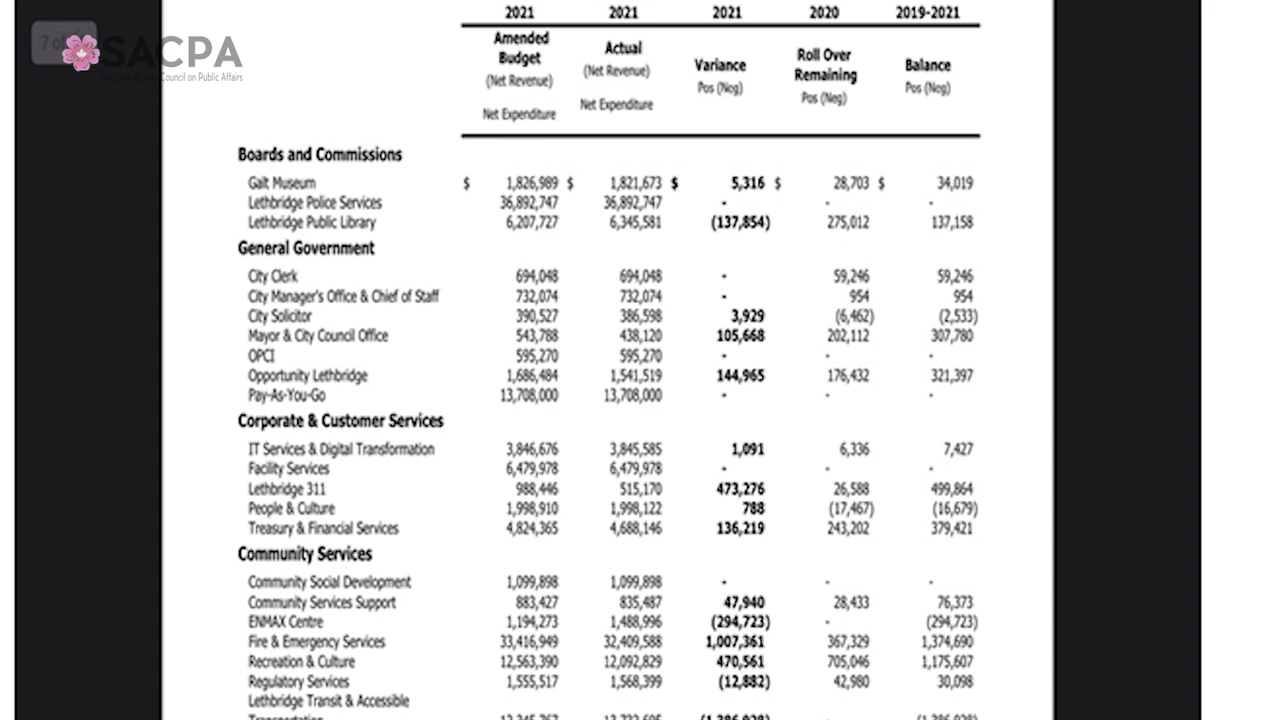 7 of
SACPA
Southern Alberta Council on Public Affairs
2021 2021 2021 2020 2019-2021
Amended Budget (Net Revenue) Net Expenditure
Actual (Net Revenue) Net Expenditure
Variance Pos (Neg)
Roll Over Remaining Pos (Neg)
Balance Pos (Neg)
Boards and Commissions
Galt Museum $ 1,826,989 $ 1,821,673 $ 5,316 $ 28,703 $ 34,019
Lethbridge Police Services 36,892,747 36,892,747 - - -
Lethbridge Public Library 6,207,727 6,345,581 (137,854) 275,012 137,158
General Government
City Clerk 694,048 694,048 - 59,246 59,246
City Manager's Office & Chief of Staff 732,074 732,074 - 954 954
City Solicitor 390,527 386,598 3,929 (6,462) (2,533)
Mayor & City Council Office 543,788 438,120 105,668 202,112 307,780
OPCI 595,270 595,270 - - -
Opportunity Lethbridge 1,686,484 1,541,519 144,965 176,432 321,397
Pay-As-You-Go 13,708,000 13,708,000 - - -
Corporate & Customer Services
IT Services & Digital Transformation 3,846,676 3,845,585 1,091 6,336 7,427
Facility Services 6,479,978 6,479,978 - - -
Lethbridge 311 988,446 515,170 473,276 26,588 499,864
People & Culture 1,998,910 1,998,122 788 (17,467) (16,679)
Treasury & Financial Services 4,824,365 4,688,146 136,219 243,202 379,421
Community Services
Community Social Development 1,099,898 1,099,898 - - -
Community Services Support 883,427 835,487 47,940 28,433 76,373
ENMAX Centre 1,194,273 1,488,996 (294,723) - (294,723)
Fire & Emergency Services 33,416,949 32,409,588 1,007,361 367,329 1,374,690
Recreation & Culture 12,563,390 12,092,829 470,561 705,046 1,175,607
Regulatory Services 1,555,517 1,568,399 (12,882) 42,980 30,098
Lethbridge Transit & Accessible